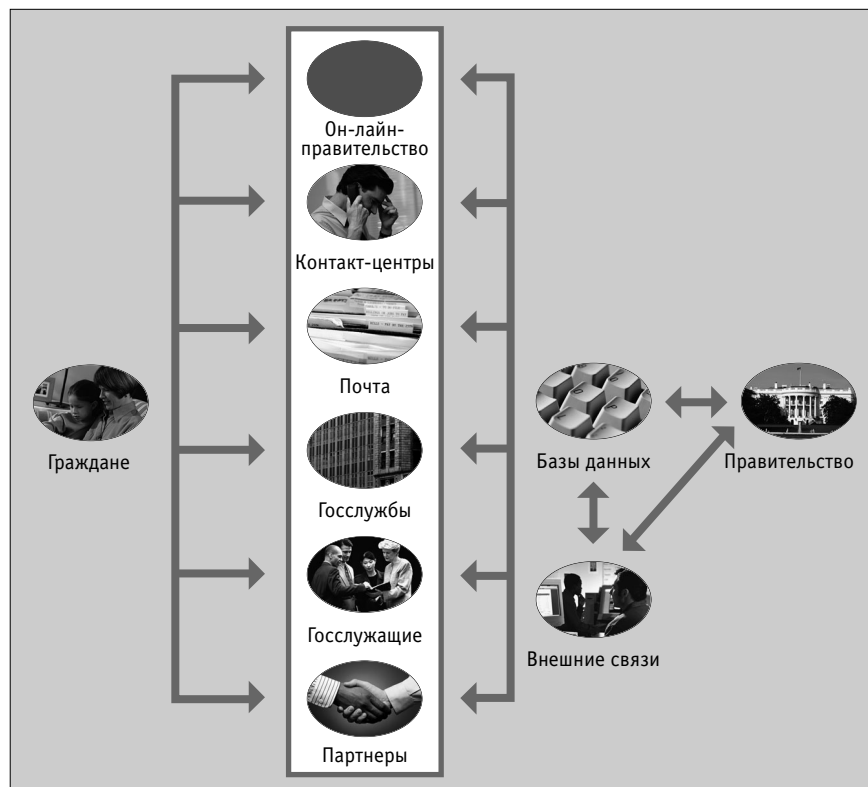 Он-лайн-
правительство
Контакт-центры
Почта
Граждане
Базы данных
Правительство
Госслужбы
Госслужащие
Внешние связи
Партнеры